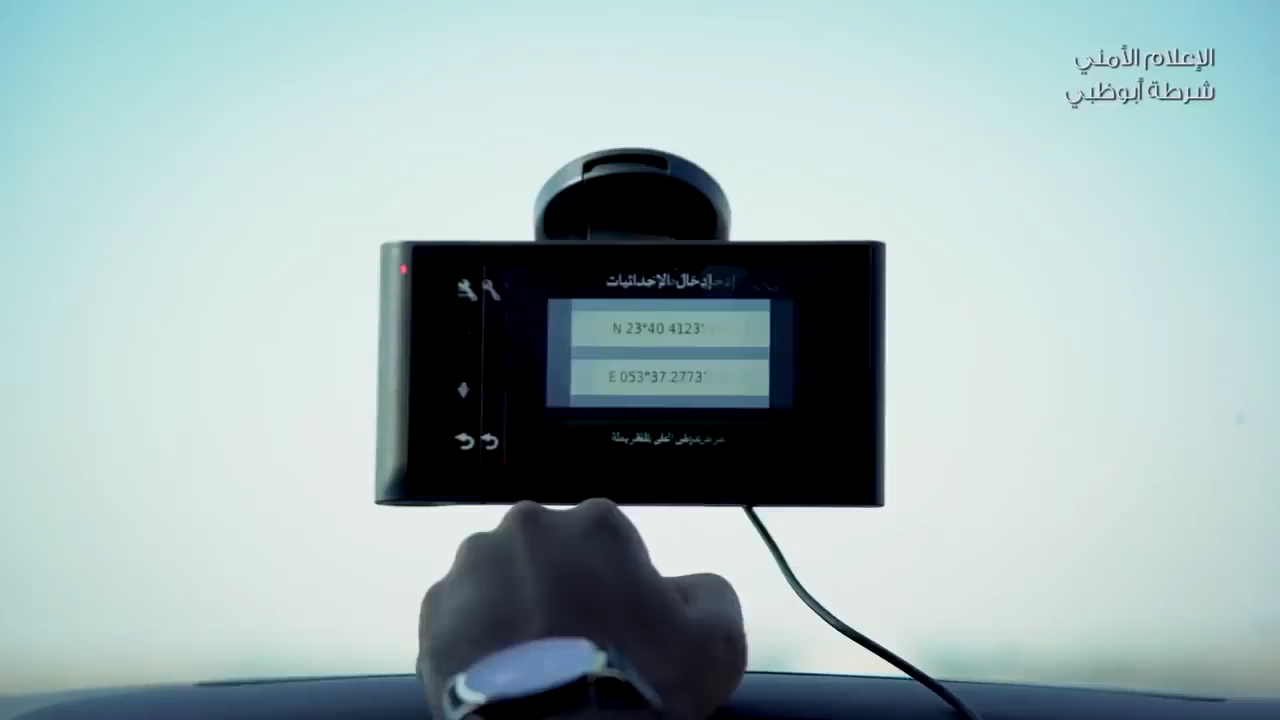 الإعلام الأمني
شرطة أبوظبي
إدخال الإحداثيات
N 23°40.4123'
E 053°37.2773'